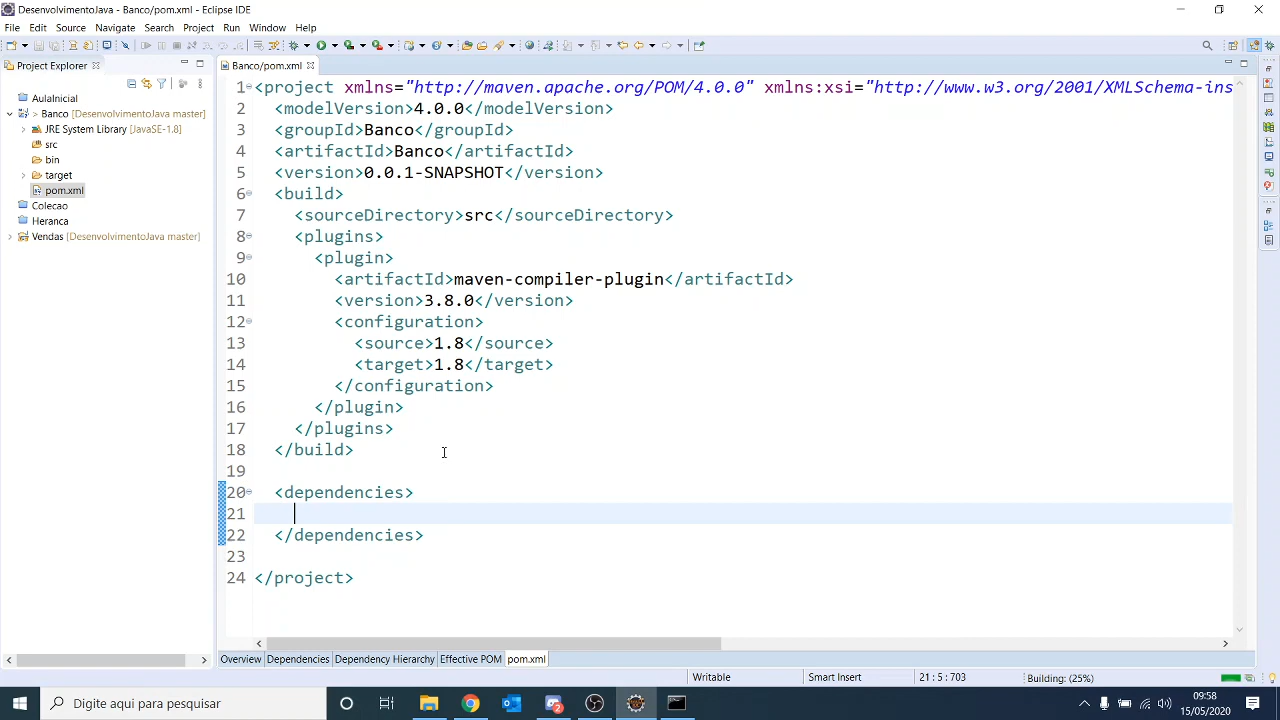 DesenvolvimentoJava - Banco/pom.xml - Eclipse IDE
File Edit Source Navigate Search Project Run Window Help
Project Explorer
AulaInicial
> Banco [DesenvolvimentoJava master]
JRE System Library [JavaSE-1.8]
src
bin
target
pom.xml
Colecao
Heranca
Vendas [DesenvolvimentoJava master]
Banco/pom.xml
1 <project xmlns="http://maven.apache.org/POM/4.0.0" xmlns:xsi="http://www.w3.org/2001/XMLSchema-ins
2 <modelVersion>4.0.0</modelVersion>
3 <groupId>Banco</groupId>
4 <artifactId>Banco</artifactId>
5 <version>0.0.1-SNAPSHOT</version>
6 <build>
7 <sourceDirectory>src</sourceDirectory>
8 <plugins>
9 <plugin>
10 <artifactId>maven-compiler-plugin</artifactId>
11 <version>3.8.0</version>
12 <configuration>
13 <source>1.8</source>
14 <target>1.8</target>
15 </configuration>
16 </plugin>
17 </plugins>
18 </build>
19
20 <dependencies>
21
22 </dependencies>
23
24 </project>
Overview Dependencies Dependency Hierarchy Effective POM pom.xml
Writable Smart Insert 21 : 5 : 703 Building: (25%)
Digite aqui para pesquisar
09:58
15/05/2020